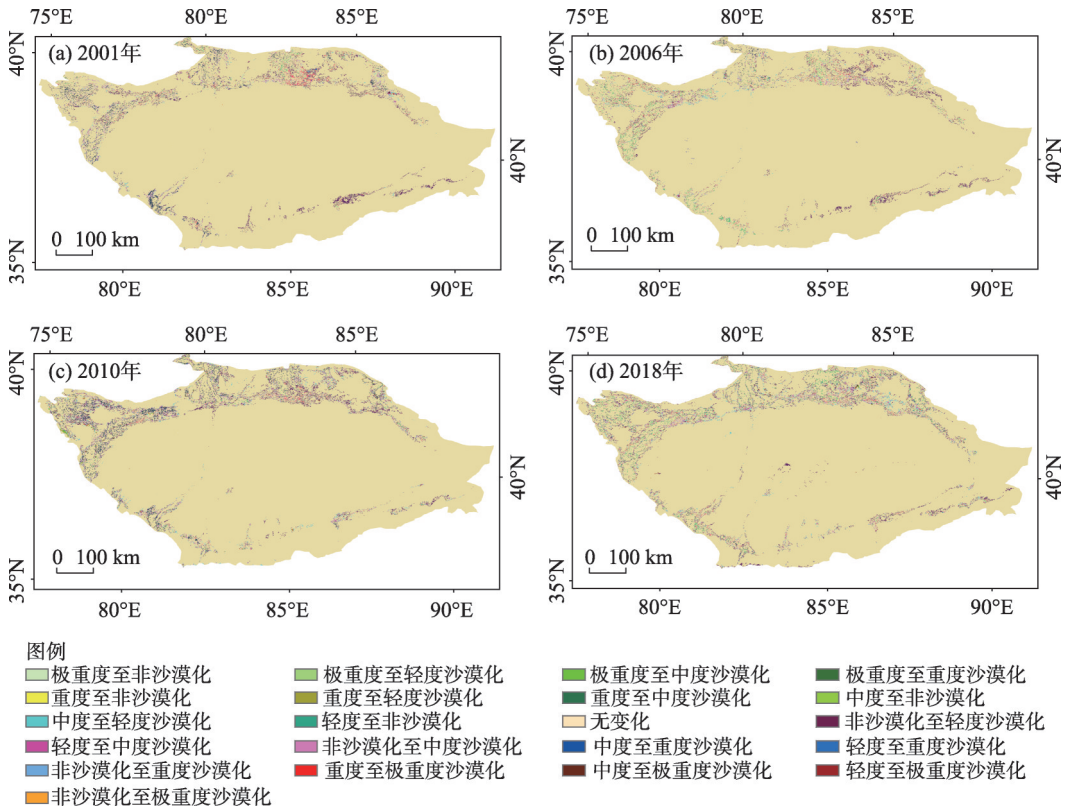 75°E 80°E 85°E
75°E 80°E 85°E
40°N
(a) 2001年
40°N
(b) 2006年
40°N
40°N
0 100 km
0 100 km
35°N
35°N
80°E 85°E 90°E
80°E 85°E 90°E
75°E 80°E 85°E
75°E 80°E 85°E
40°N
(c) 2010年
40°N
(d) 2018年
40°N
40°N
0 100 km
0 100 km
35°N
35°N
80°E 85°E 90°E
80°E 85°E 90°E
图例
极重度至非沙漠化 极重度至轻度沙漠化 极重度至中度沙漠化 极重度至重度沙漠化
重度至非沙漠化 重度至轻度沙漠化 重度至中度沙漠化 中度至非沙漠化
中度至轻度沙漠化 轻度至非沙漠化 无变化 非沙漠化至轻度沙漠化
轻度至中度沙漠化 非沙漠化至中度沙漠化 中度至重度沙漠化 轻度至重度沙漠化
非沙漠化至重度沙漠化 重度至极重度沙漠化 中度至极重度沙漠化 轻度至极重度沙漠化
非沙漠化至极重度沙漠化